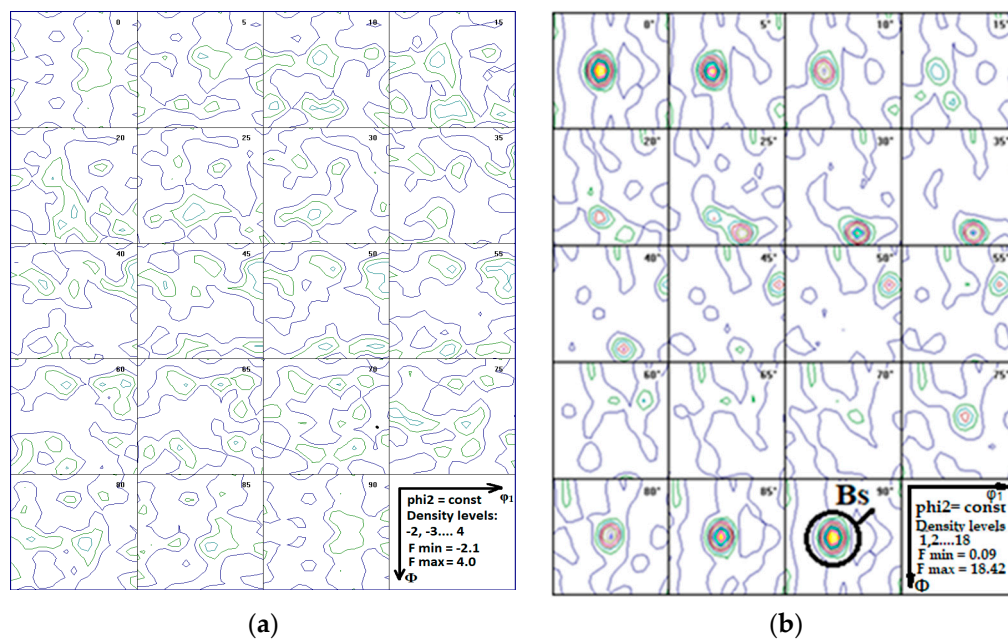 0 5 10 15
20 25 30 35
40 45 50 55
60 65 70 75
80 85 90
φ1
phi2 = const
Density levels:
-2, -3.... 4
F min = -2.1
F max = 4.0
Φ
(a)
0° 5° 10° 15°
20° 25° 30° 35°
40° 45° 50° 55°
60° 65° 70° 75°
80° 85° 90°
Bs
φ1
phi2= const
Density levels
1,2....18
F min = 0.09
F max = 18.42
Φ
(b)